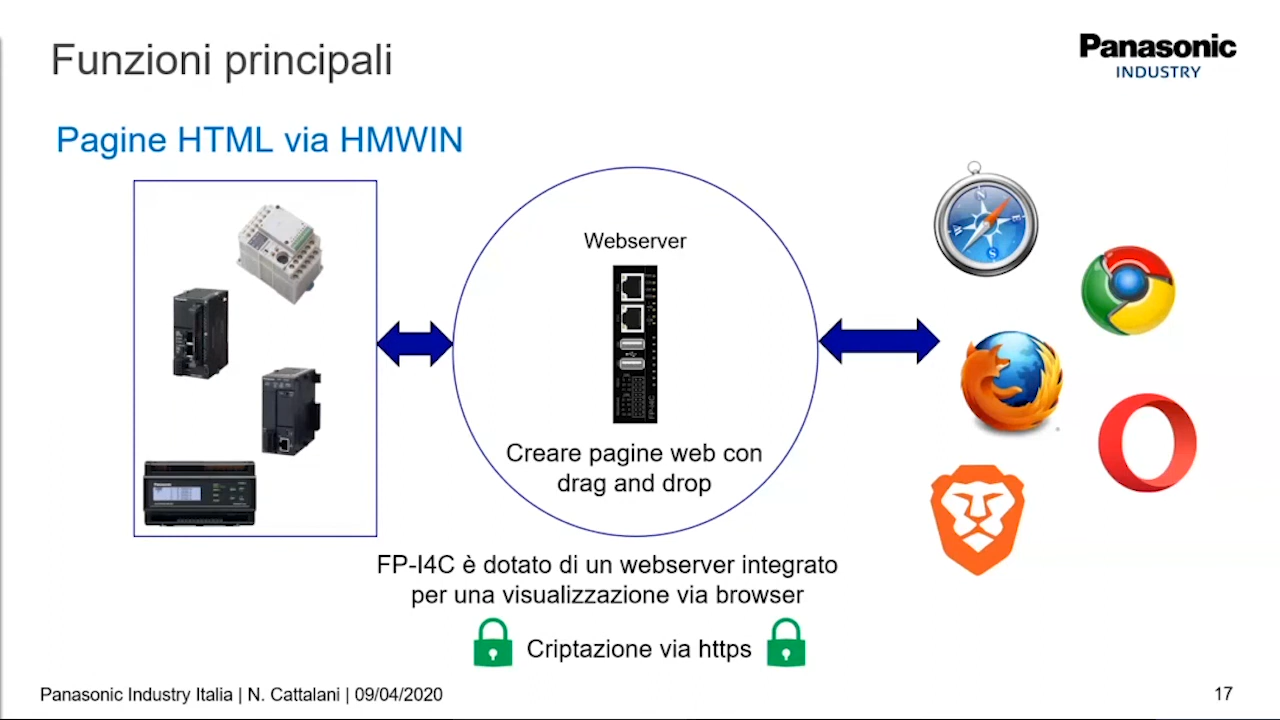 Funzioni principali
Panasonic
INDUSTRY
Pagine HTML via HMWIN
Webserver
FP-I4C
Creare pagine web con
drag and drop
N
E
S
W
FP-I4C è dotato di un webserver integrato
per una visualizzazione via browser
Criptazione via https
Panasonic Industry Italia | N. Cattalani | 09/04/2020
17